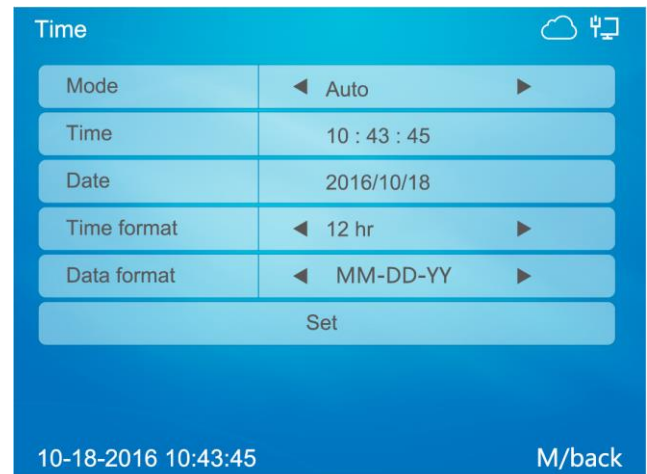 Time
Mode ◀ Auto ▶
Time 10 : 43 : 45
Date 2016/10/18
Time format ◀ 12 hr ▶
Data format ◀ MM-DD-YY ▶
Set
10-18-2016 10:43:45 M/back